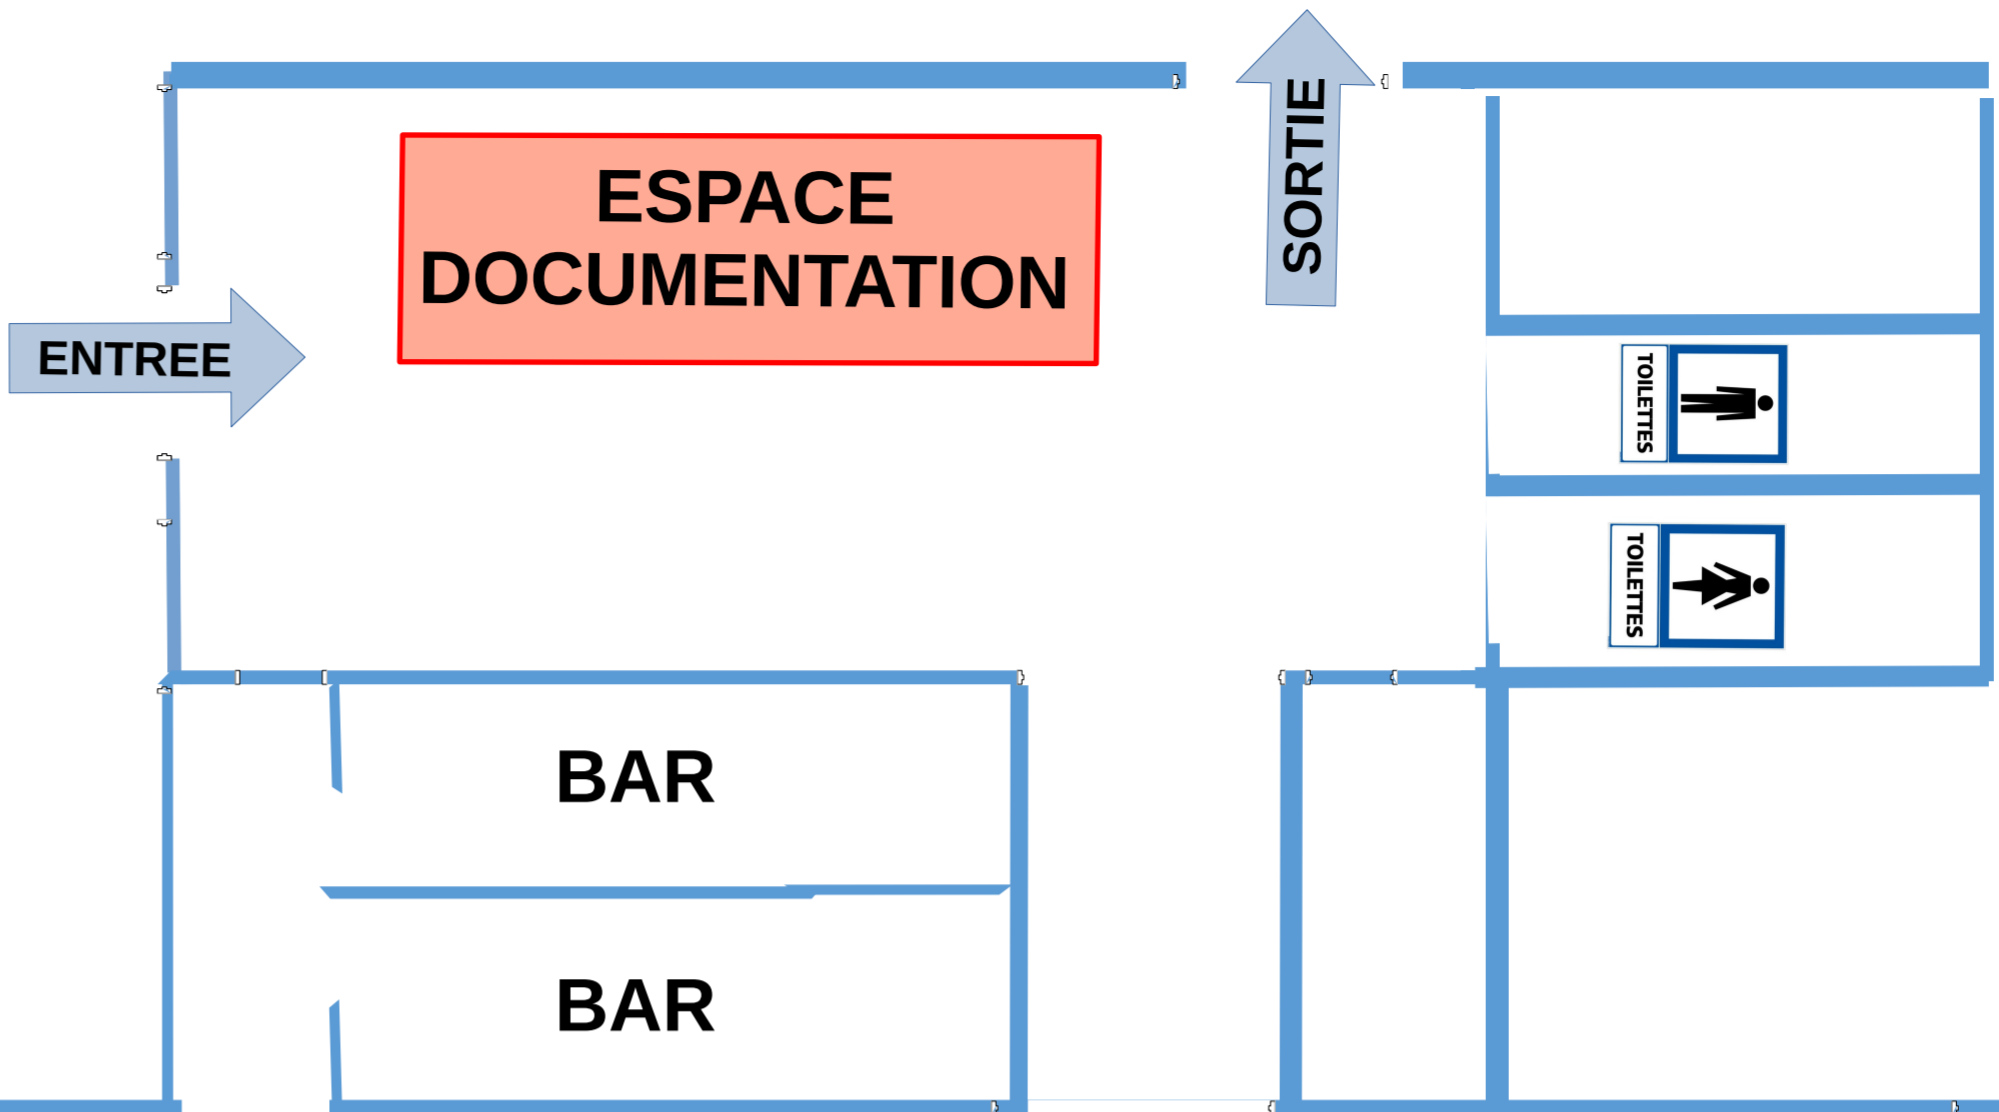 SORTIE
ESPACE
DOCUMENTATION
ENTREE
TOILETTES
TOILETTES
BAR
BAR